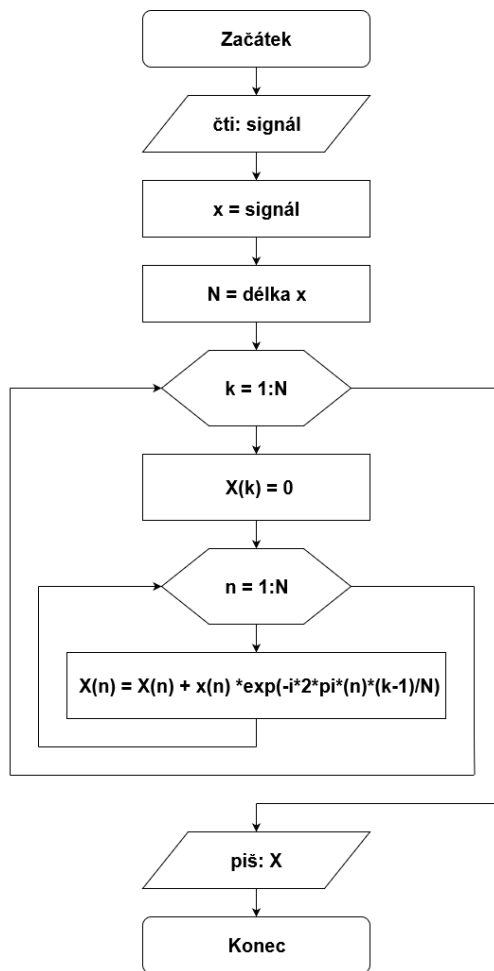 Začátek
čti: signál
x = signál
N = délka x
k = 1:N
X(k) = 0
n = 1:N
X(n) = X(n) + x(n) *exp(-i*2*pi*(n)*(k-1)/N)
piš: X
Konec